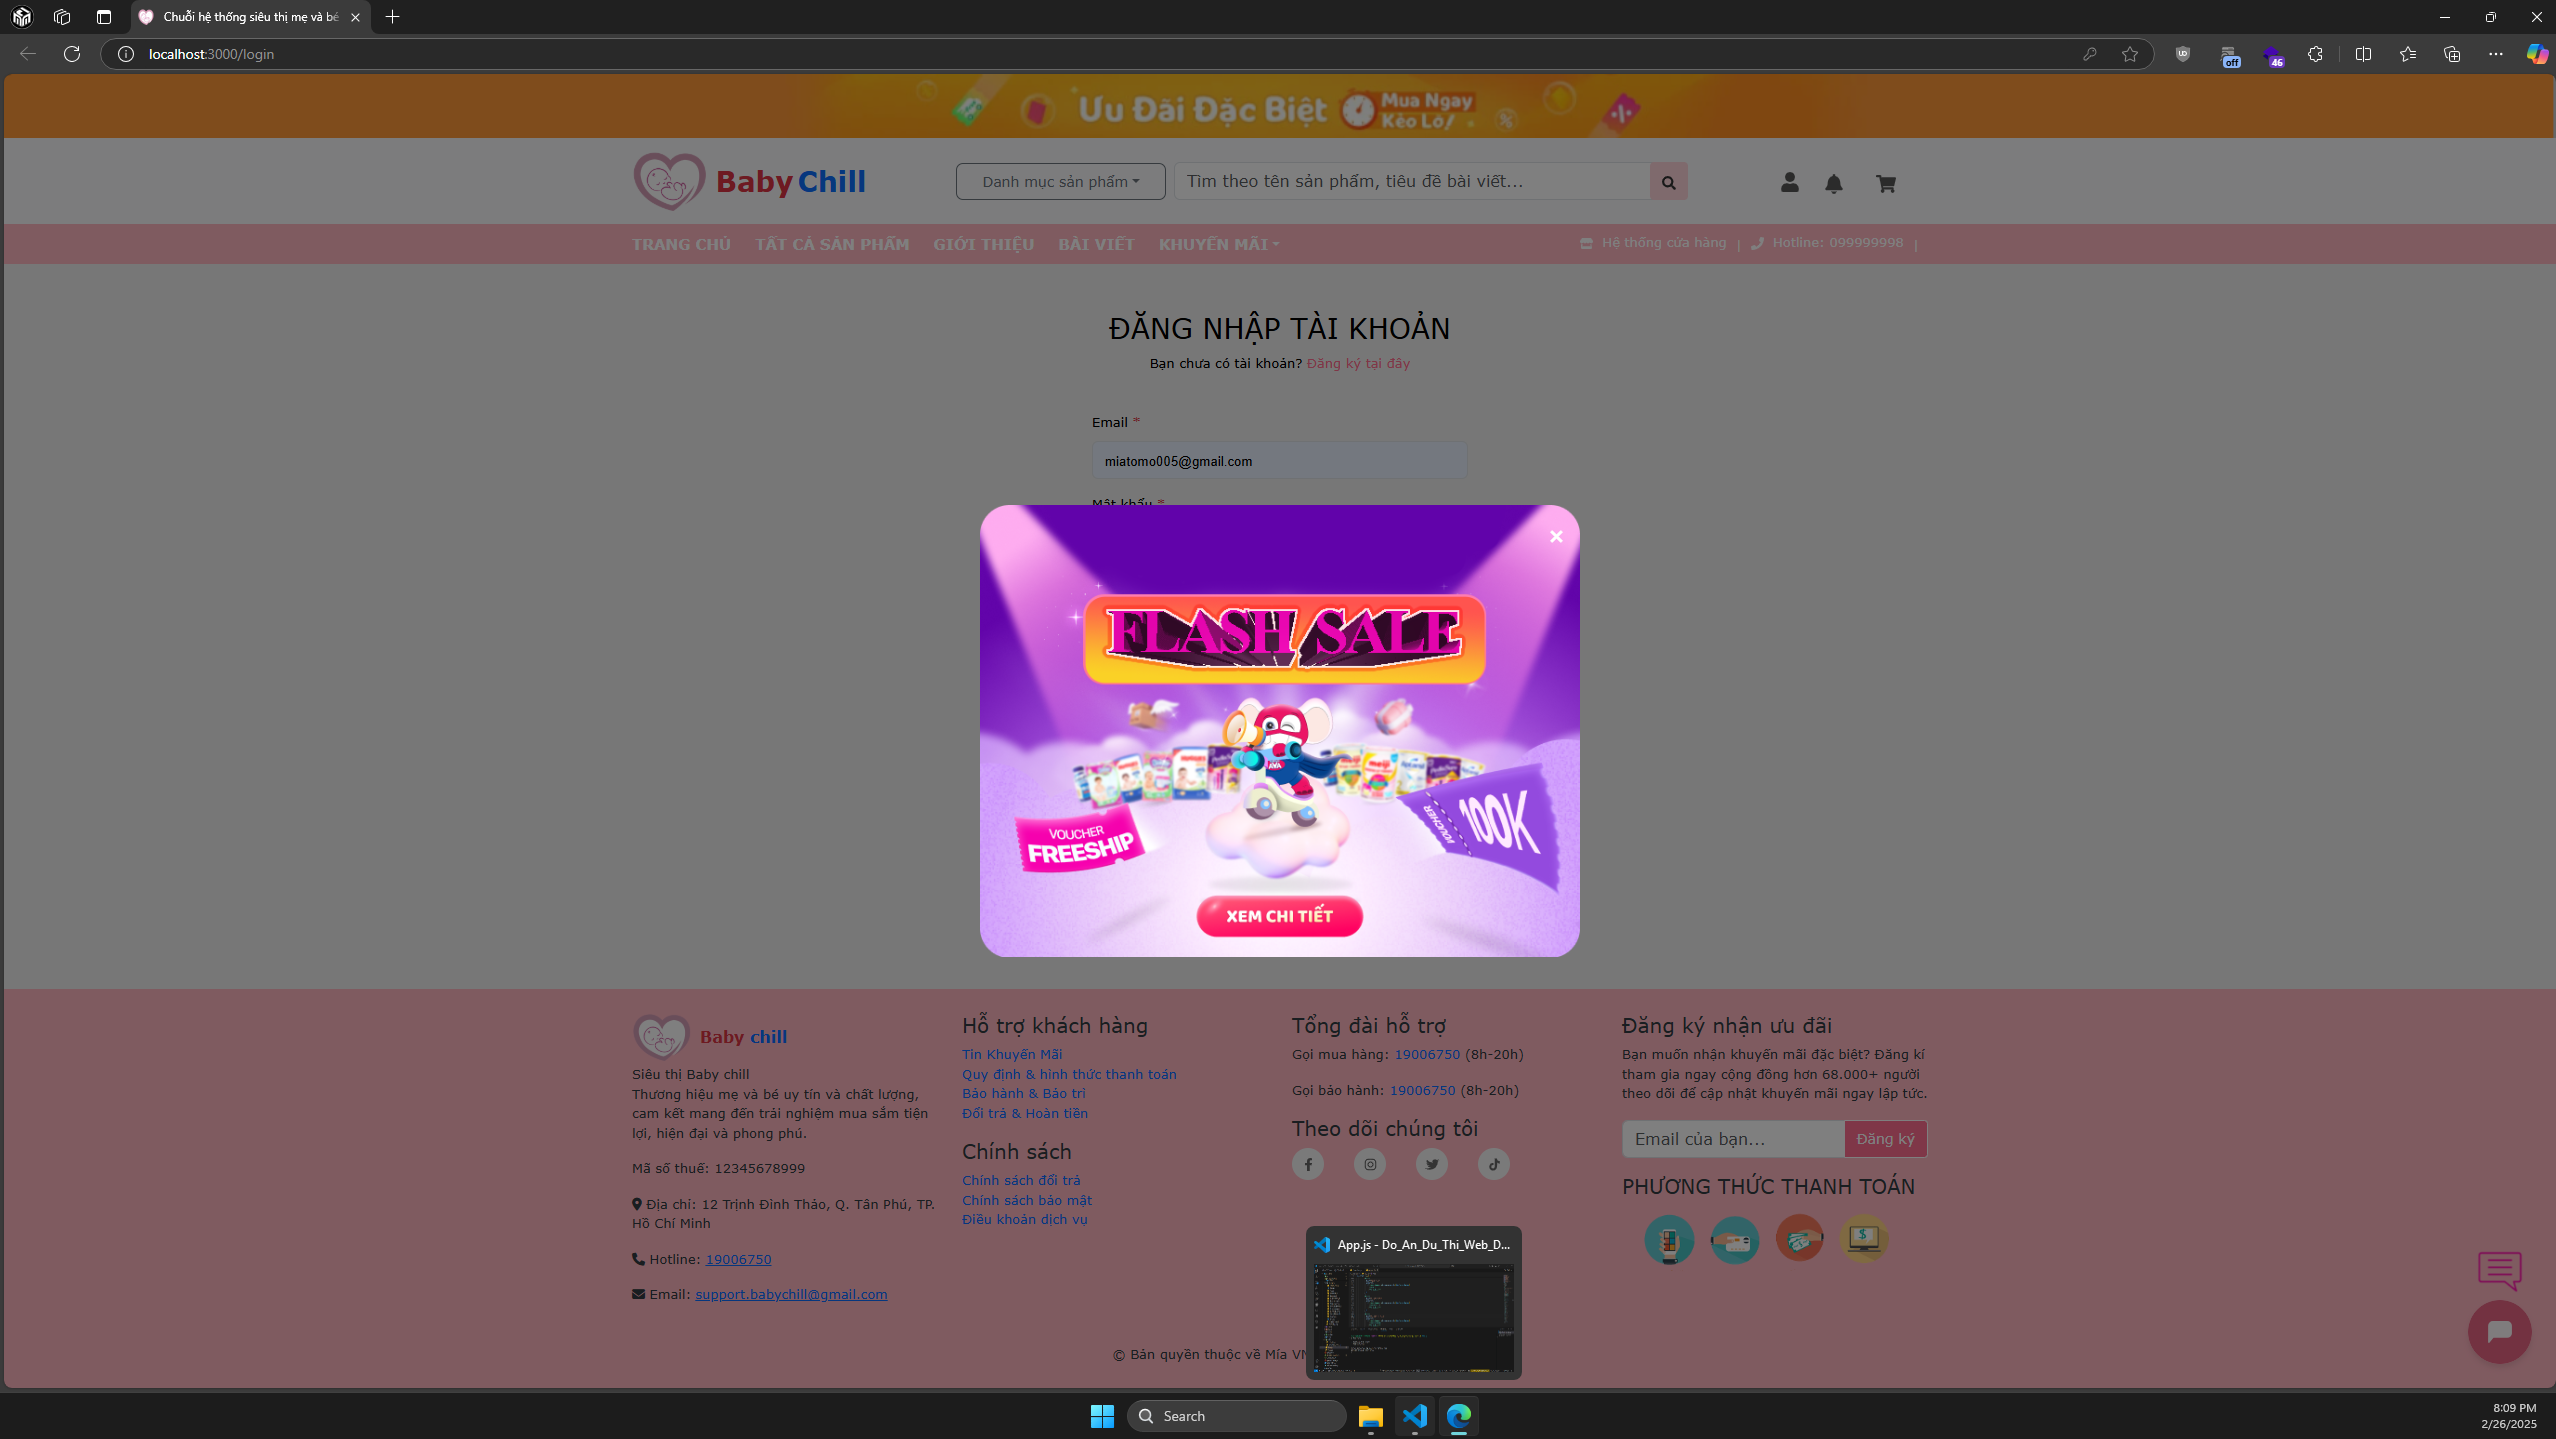 Chuỗi hệ thống siêu thị mẹ và bé
localhost:3000/login
off
46
Ưu Đãi Đặc Biệt
Mua Ngay
Kẻo Lỡ!
Baby Chill
Danh mục sản phẩm
Tìm theo tên sản phẩm, tiêu đề bài viết...
TRANG CHỦ
TẤT CẢ SẢN PHẨM
GIỚI THIỆU
BÀI VIẾT
KHUYẾN MÃI
Hệ thống cửa hàng |
Hotline: 099999998 |
ĐĂNG NHẬP TÀI KHOẢN
Bạn chưa có tài khoản? Đăng ký tại đây
Email *
miatomo005@gmail.com
Mật khẩu *
×
FLASH SALE
AVA
VOUCHER
FREESHIP
VOUCHER
100K
XEM CHI TIẾT
Baby chill
Siêu thị Baby chill
Thương hiệu mẹ và bé uy tín và chất lượng,
cam kết mang đến trải nghiệm mua sắm tiện
lợi, hiện đại và phong phú.
Mã số thuế: 12345678999
Địa chỉ: 12 Trịnh Đình Thảo, Q. Tân Phú, TP.
Hồ Chí Minh
Hotline: 19006750
Email: support.babychill@gmail.com
Hỗ trợ khách hàng
Tin Khuyến Mãi
Quy định & hình thức thanh toán
Bảo hành & Bảo trì
Đổi trả & Hoàn tiền
Chính sách
Chính sách đổi trả
Chính sách bảo mật
Điều khoản dịch vụ
Tổng đài hỗ trợ
Gọi mua hàng: 19006750 (8h-20h)
Gọi bảo hành: 19006750 (8h-20h)
Theo dõi chúng tôi
Đăng ký nhận ưu đãi
Bạn muốn nhận khuyến mãi đặc biệt? Đăng kí
tham gia ngay cộng đồng hơn 68.000+ người
theo dõi để cập nhật khuyến mãi ngay lập tức.
Email của bạn...
Đăng ký
PHƯƠNG THỨC THANH TOÁN
App.js - Do_An_Du_Thi_Web_D...
© Bản quyền thuộc về Mía VN
Search
8:09 PM
2/26/2025